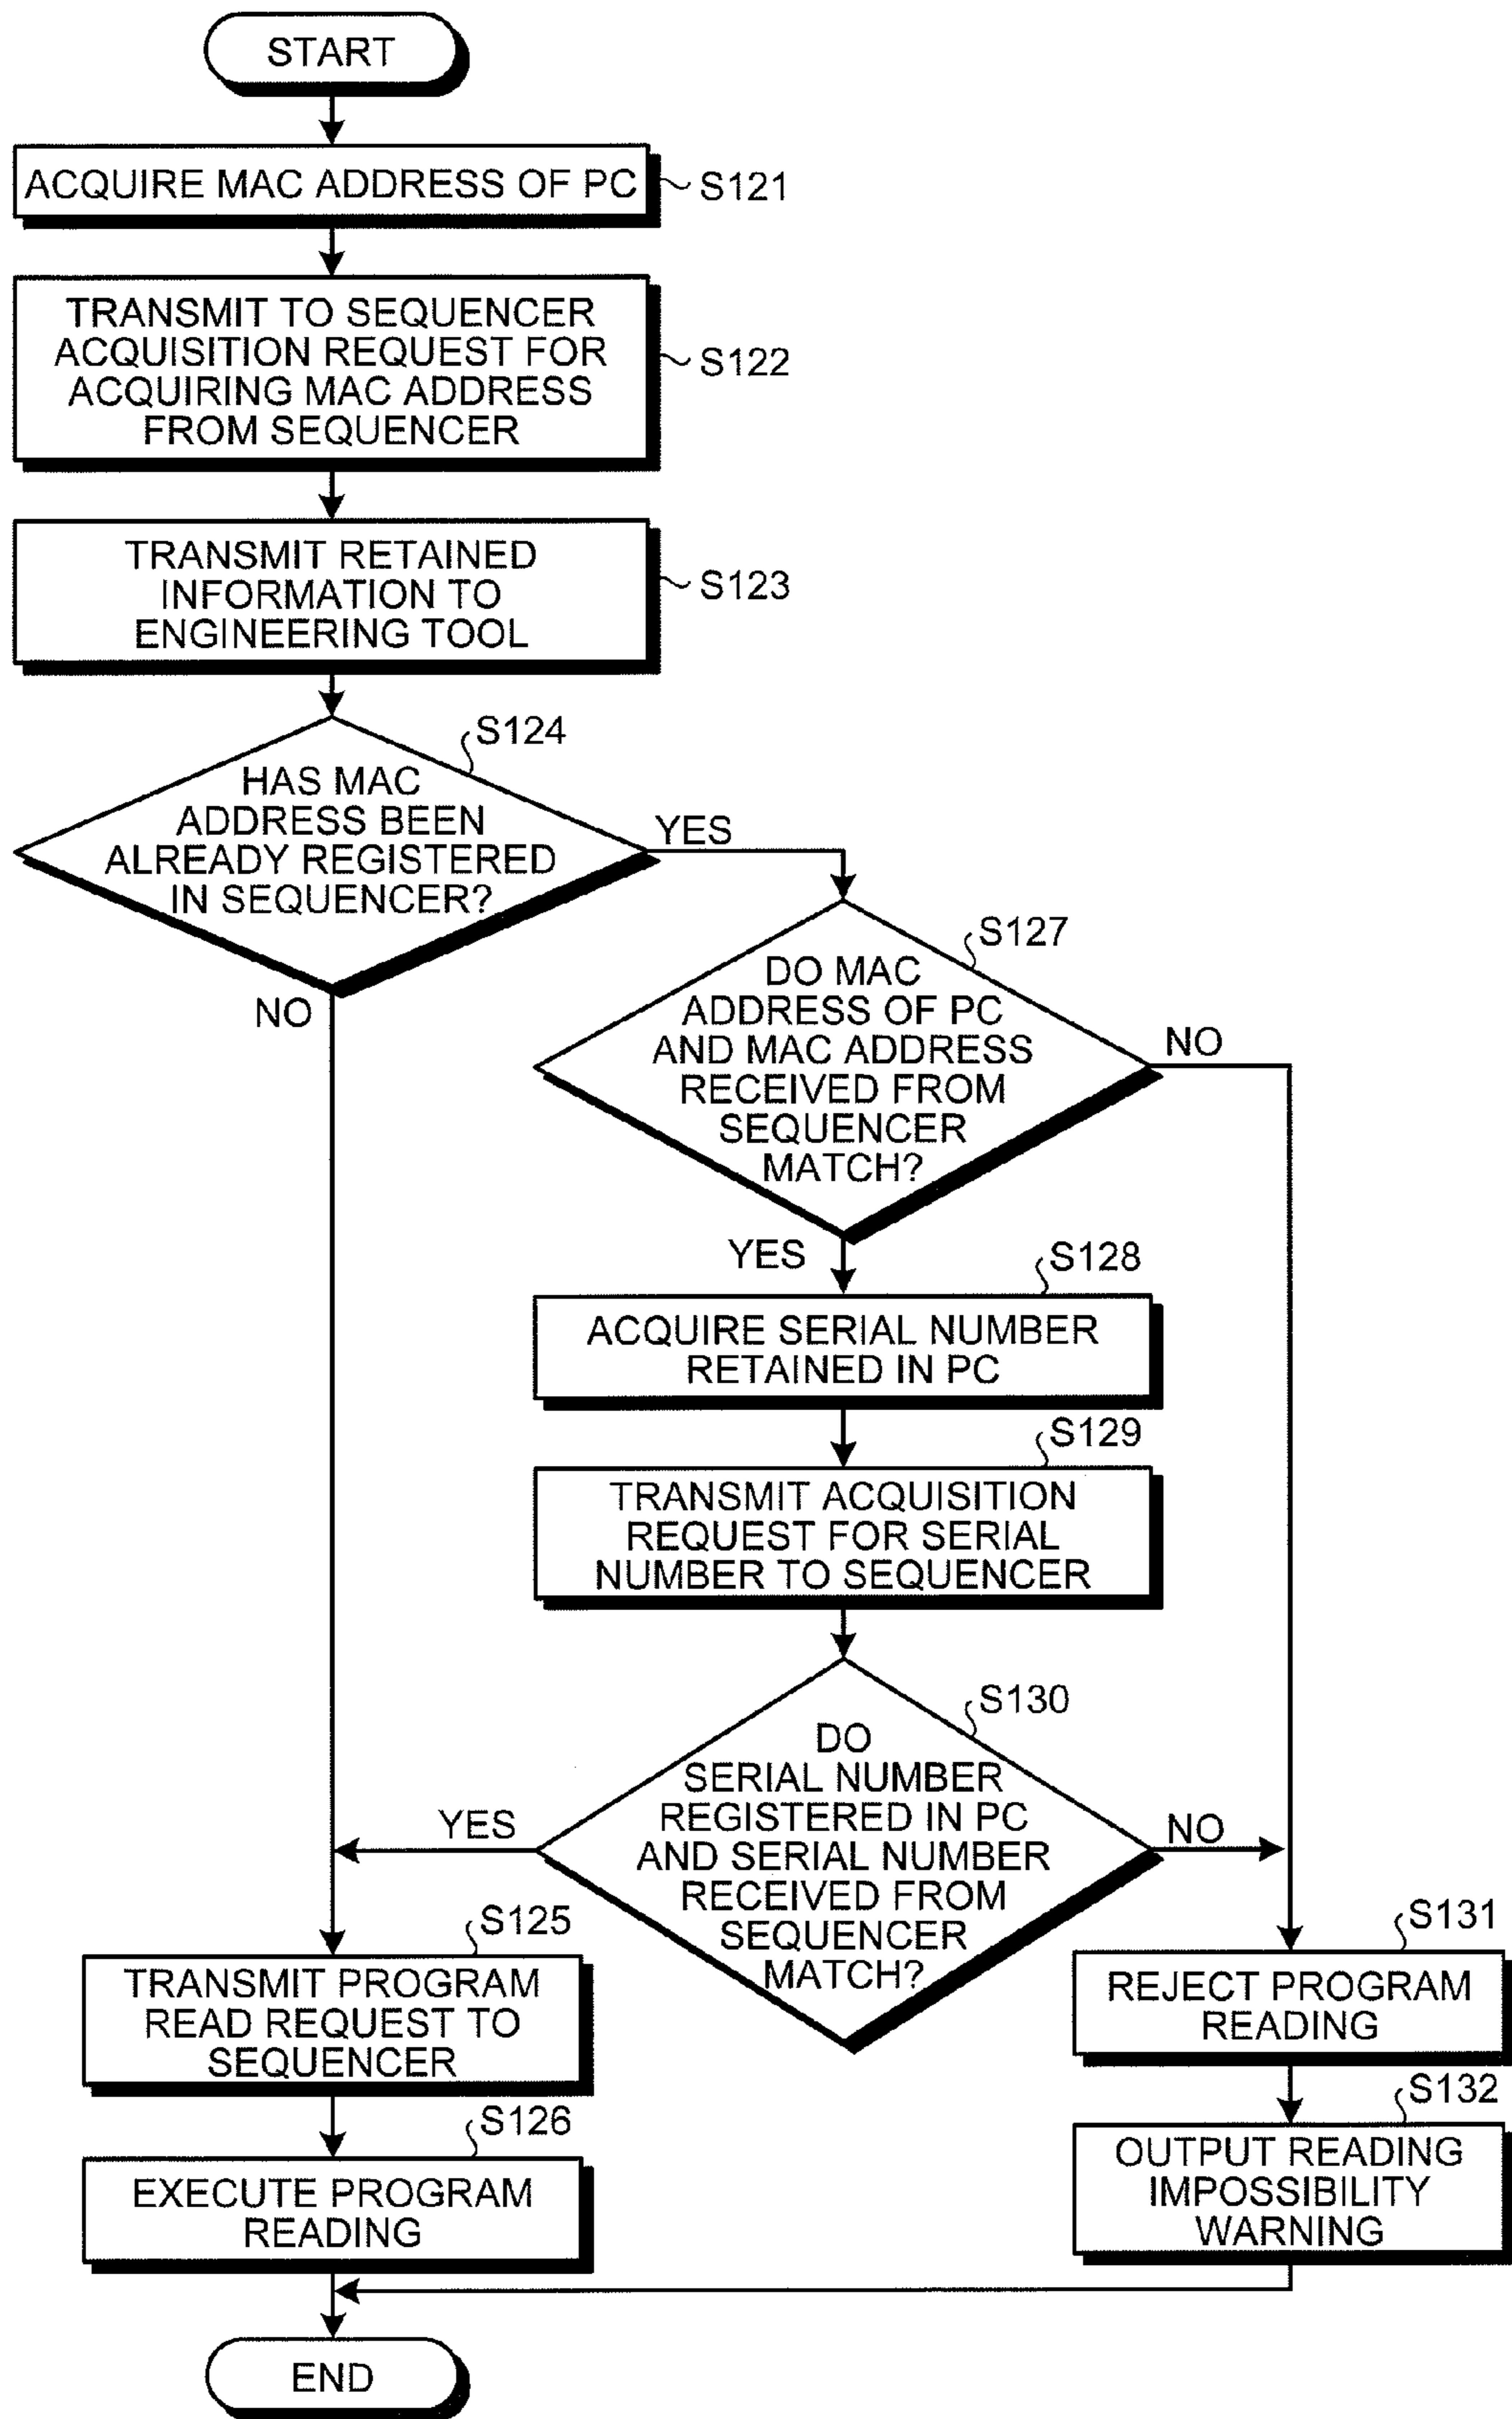 START
ACQUIRE MAC ADDRESS OF PC
S121
TRANSMIT TO SEQUENCER
ACQUISITION REQUEST FOR
ACQUIRING MAC ADDRESS
FROM SEQUENCER
S122
TRANSMIT RETAINED
INFORMATION TO
ENGINEERING TOOL
S123
S124
HAS MAC
ADDRESS BEEN
ALREADY REGISTERED
IN SEQUENCER?
YES
NO
S127
DO MAC
ADDRESS OF PC
AND MAC ADDRESS
RECEIVED FROM
SEQUENCER
MATCH?
NO
YES
S128
ACQUIRE SERIAL NUMBER
RETAINED IN PC
S129
TRANSMIT ACQUISITION
REQUEST FOR SERIAL
NUMBER TO SEQUENCER
S130
DO
SERIAL NUMBER
REGISTERED IN PC
AND SERIAL NUMBER
RECEIVED FROM
SEQUENCER
MATCH?
YES
NO
S125
TRANSMIT PROGRAM
READ REQUEST TO
SEQUENCER
S126
EXECUTE PROGRAM
READING
S131
REJECT PROGRAM
READING
S132
OUTPUT READING
IMPOSSIBILITY
WARNING
END